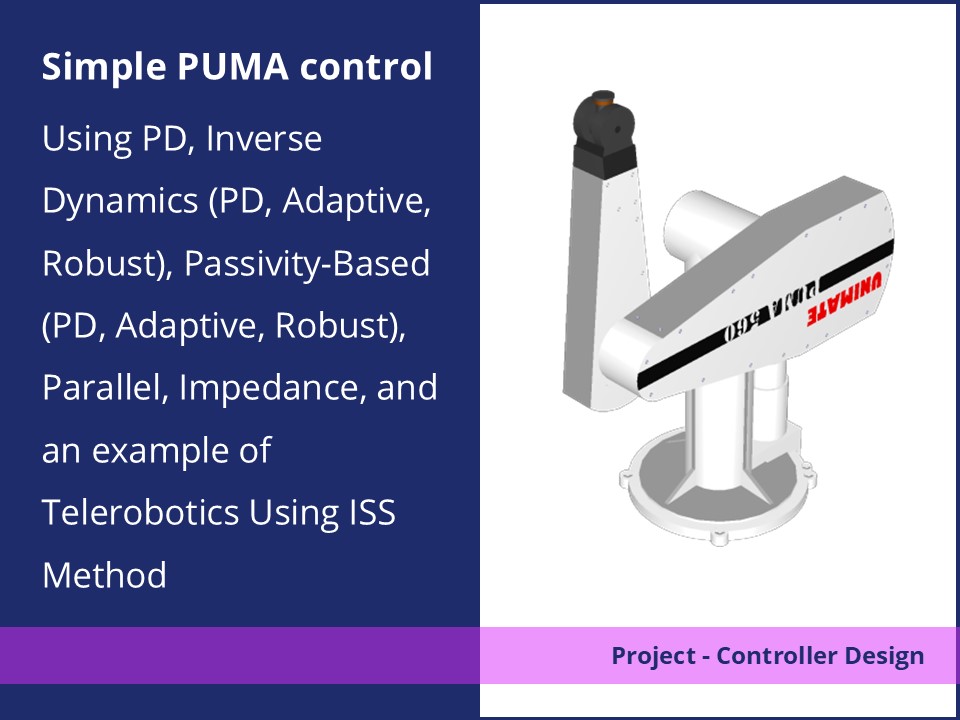 Simple PUMA control
Using PD, Inverse
Dynamics (PD, Adaptive,
Robust), Passivity-Based
(PD, Adaptive, Robust),
Parallel, Impedance, and
an example of
Telerobotics Using ISS
Method
UNIMATE
PUMA 560
Project - Controller Design